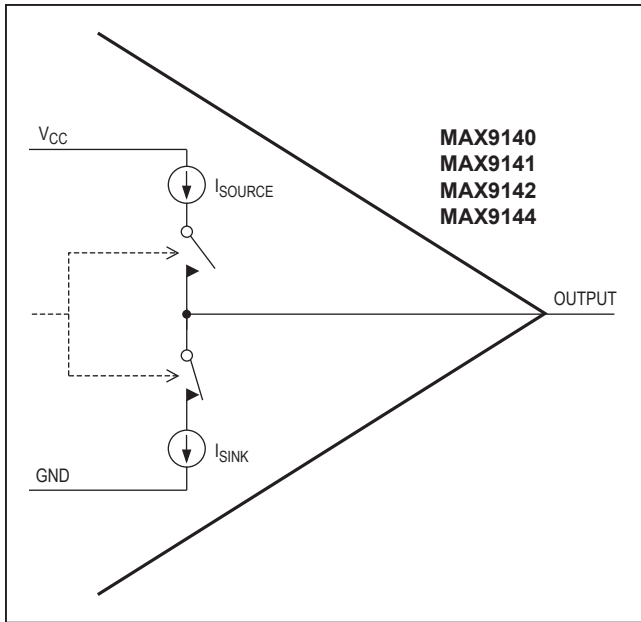 MAX9140
MAX9141
MAX9142
MAX9144
VCC
ISOURCE
OUTPUT
ISINK
GND